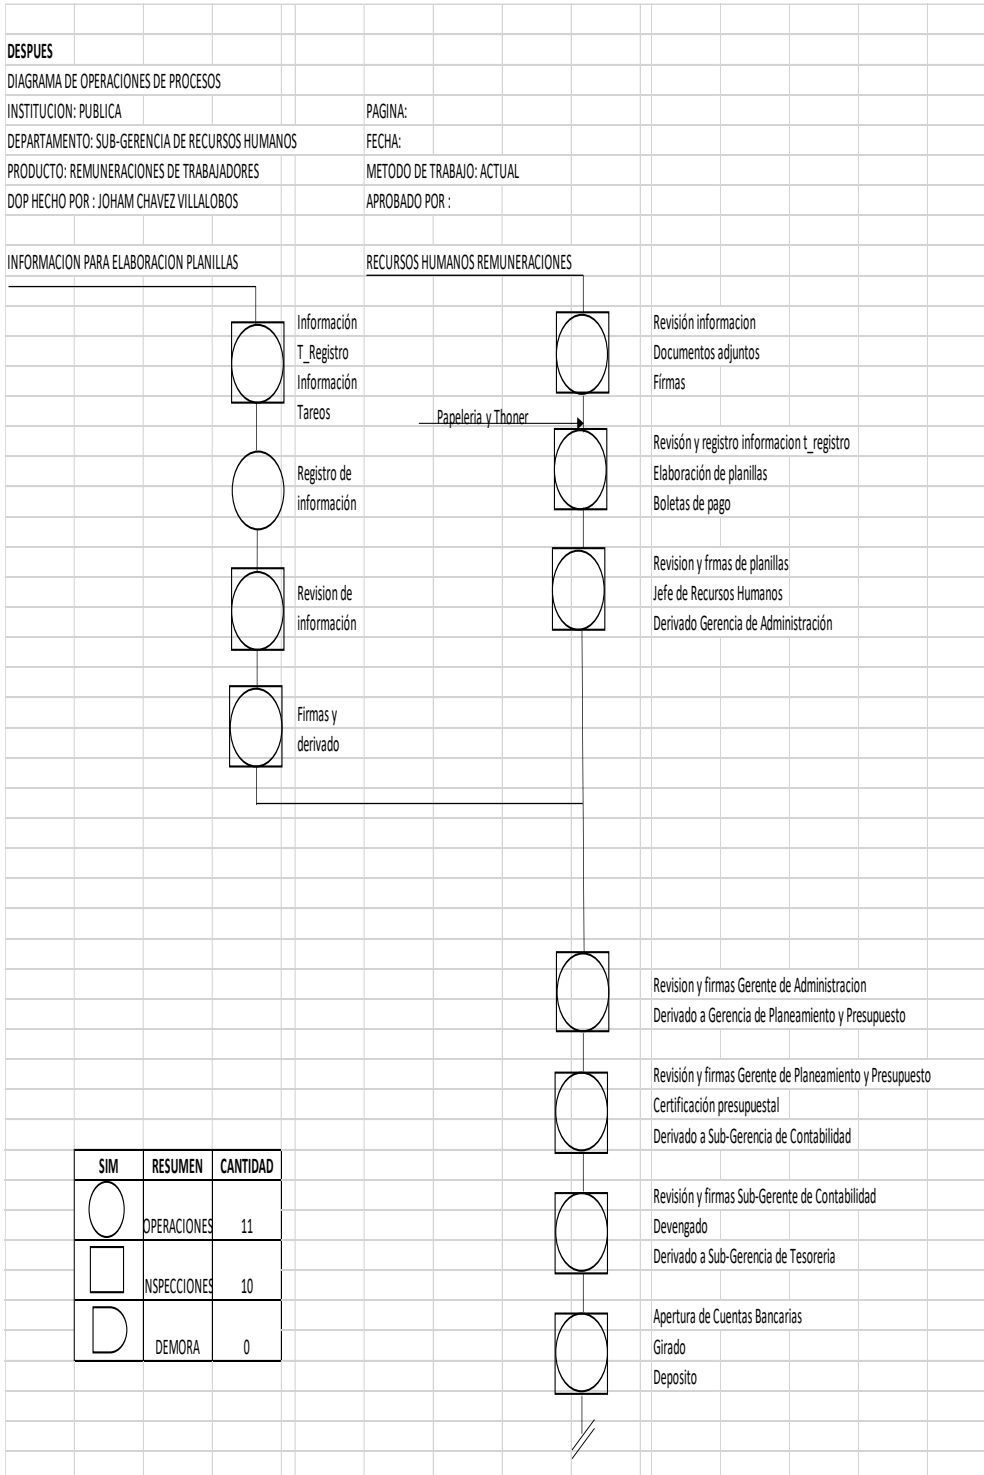 DESPUES
DIAGRAMA DE OPERACIONES DE PROCESOS
INSTITUCION: PUBLICA
PAGINA:
DEPARTAMENTO: SUB-GERENCIA DE RECURSOS HUMANOS
FECHA:
PRODUCTO: REMUNERACIONES DE TRABAJADORES
METODO DE TRABAJO: ACTUAL
DOP HECHO POR : JOHAM CHAVEZ VILLALOBOS
APROBADO POR :
INFORMACION PARA ELABORACION PLANILLAS
RECURSOS HUMANOS REMUNERACIONES
Información
T_Registro
Información
Tareos
Registro de
información
Revision de
información
Firmas y
derivado
Revisión informacion
Documentos adjuntos
Fírmas
Papeleria y Thoner
Revisón y registro informacion t_registro
Elaboración de planillas
Boletas de pago
Revision y frmas de planillas
Jefe de Recursos Humanos
Derivado Gerencia de Administración
Revision y firmas Gerente de Administracion
Derivado a Gerencia de Planeamiento y Presupuesto
Revisión y firmas Gerente de Planeamiento y Presupuesto
Certificación presupuestal
Derivado a Sub-Gerencia de Contabilidad
Revisión y firmas Sub-Gerente de Contabilidad
Devengado
Derivado a Sub-Gerencia de Tesoreria
Apertura de Cuentas Bancarias
Girado
Deposito
SIM RESUMEN CANTIDAD
OPERACIONES 11
NSPECCIONES 10
DEMORA 0